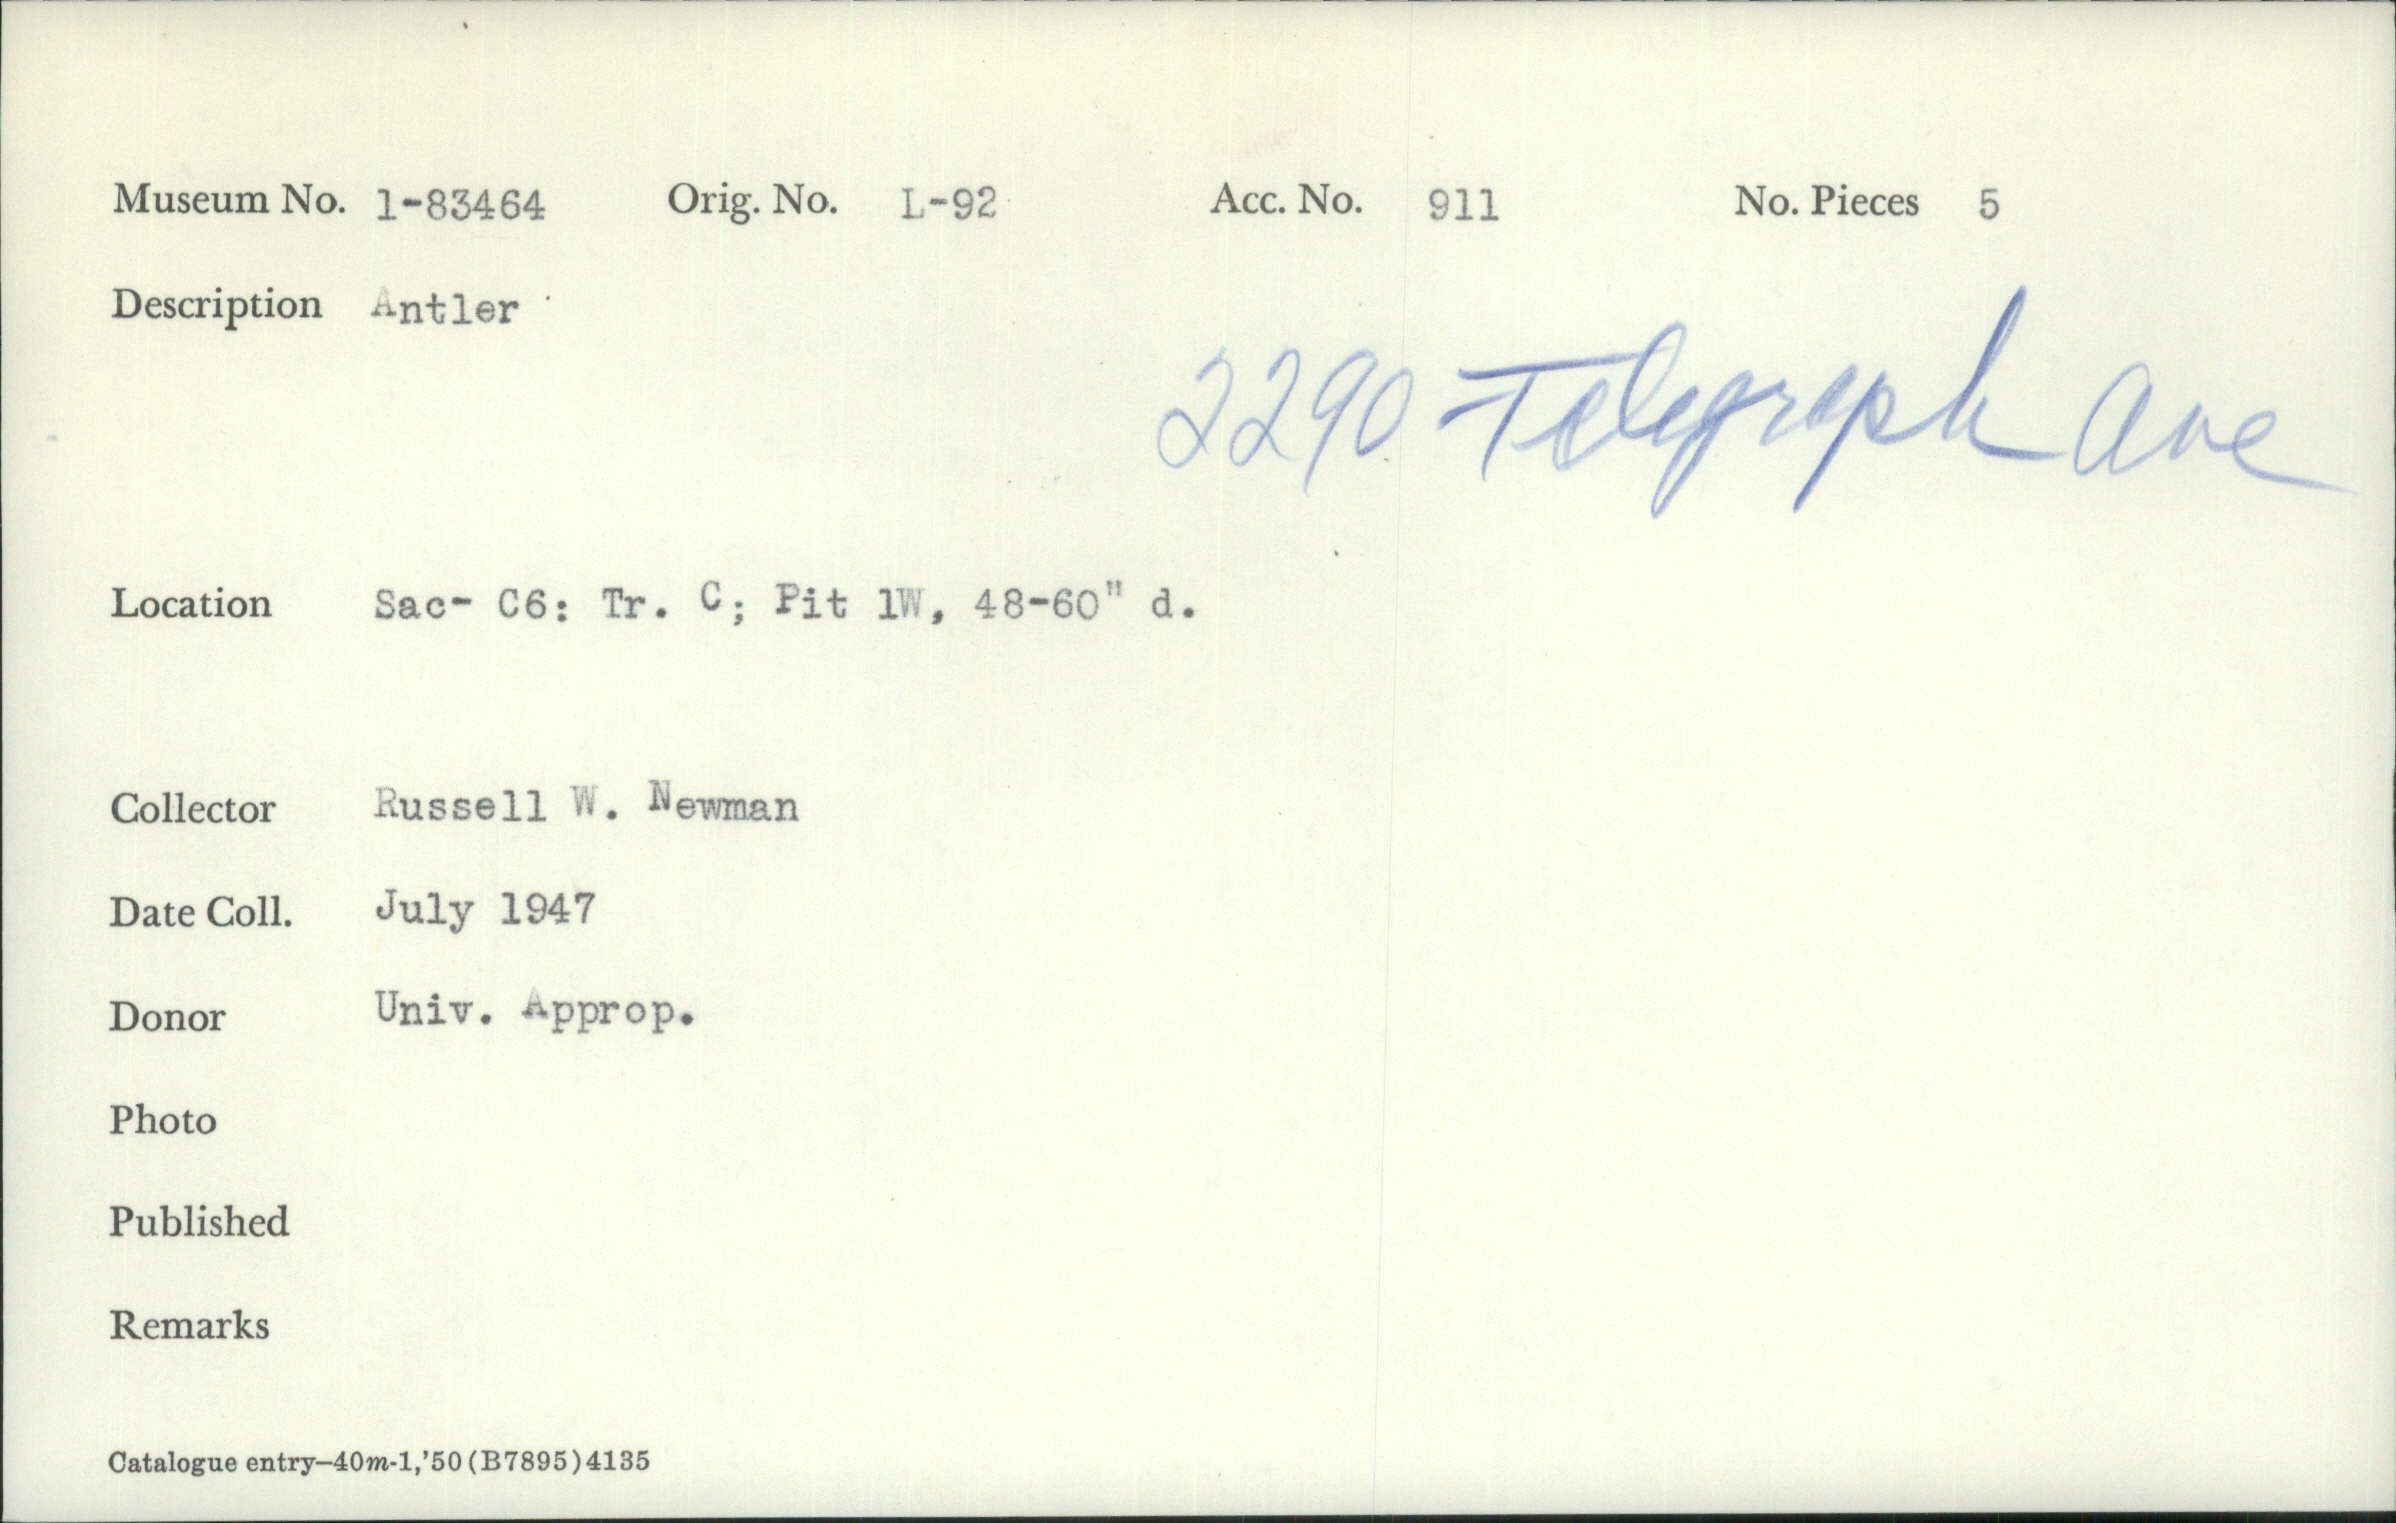 Museum No. 1-83464 Orig. No. L-92 Acc. No. 911 No. Pieces 5
Description Antler
2290 Telegraph Ave
Location Sac- C6: Tr. C; Pit 1W, 48-60" d.
Collector Russell W. Newman
Date Coll. July 1947
Donor Univ. Approp.
Photo
Published
Remarks
Catalogue entry—40m-1,'50(B7895)4135